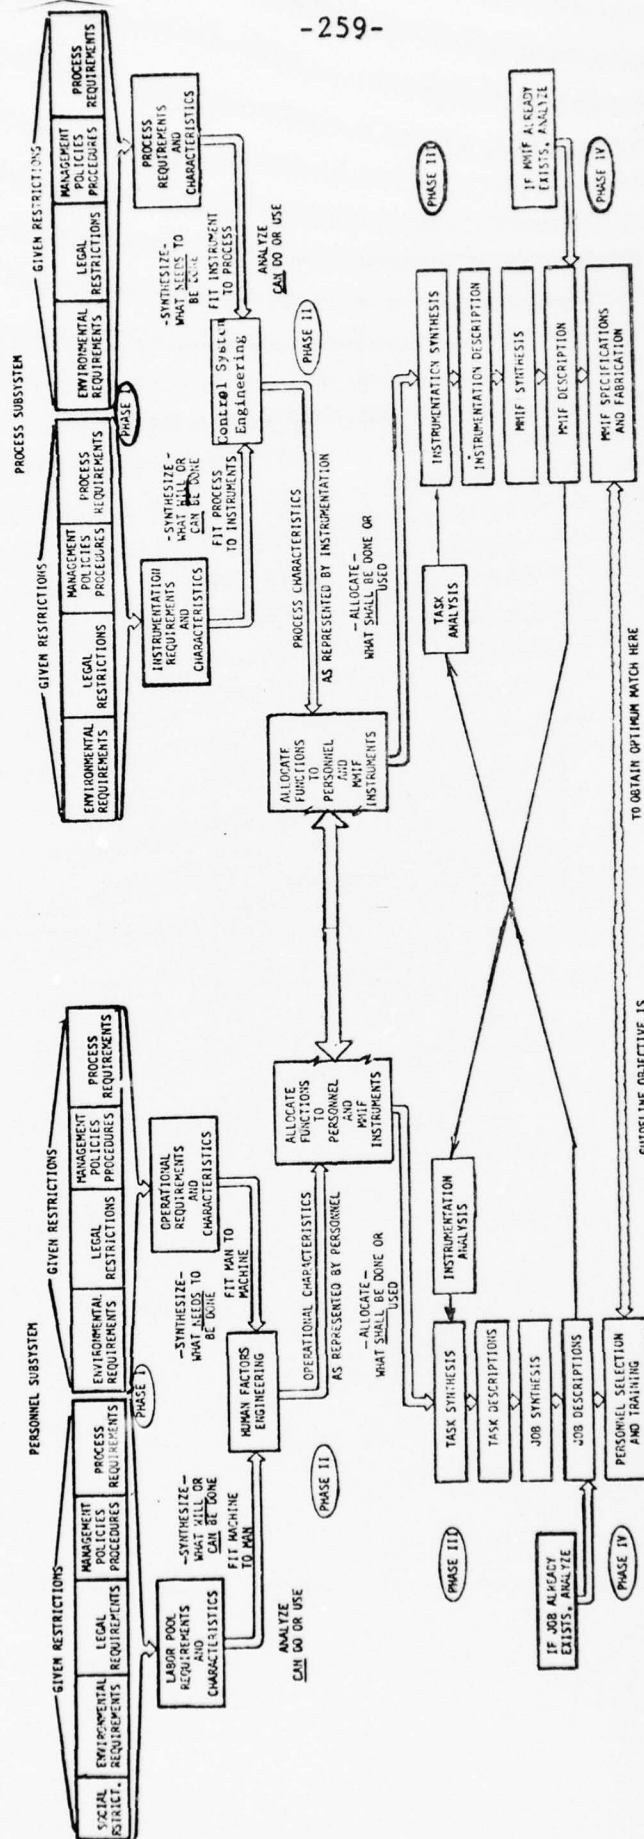 -259-
PERSONNEL SUBSYSTEM
GIVEN RESTRICTIONS
SOCIAL
RSTRICT.
ENVIRONMENTAL
REQUIREMENTS
LEGAL
REQUIREMENTS
MANAGEMENT
POLICIES
PROCEDURES
PROCESS
REQUIREMENTS
GIVEN RESTRICTIONS
ENVIRONMENTAL
REQUIREMENTS
LEGAL
RESTRICTIONS
MANAGEMENT
POLICIES
PROCEDURES
PROCESS
REQUIREMENTS
PHASE I
LABOR POOL
REQUIREMENTS
AND
CHARACTERISTICS
OPERATIONAL
REQUIREMENTS
AND
CHARACTERISTICS
-SYNTHESIZE-
WHAT WILL OR
CAN BE DONE
FIT MACHINE
TO MAN
-SYNTHESIZE-
WHAT NEEDS TO
BE DONE
FIT MAN TO
MACHINE
ANALYZE
CAN DO OR USE
HUMAN FACTORS
ENGINEERING
PHASE II
OPERATIONAL CHARACTERISTICS
AS REPRESENTED BY PERSONNEL
ALLOCATE
FUNCTIONS
TO
PERSONNEL
AND
MMIF
INSTRUMENTS
-ALLOCATE-
WHAT SHALL BE DONE OR
USED
PHASE III
INSTRUMENTATION
ANALYSIS
TASK SYNTHESIS
TASK DESCRIPTIONS
JOB SYNTHESIS
JOB DESCRIPTIONS
PERSONNEL SELECTION
AND TRAINING
IF JOB ALREADY
EXISTS, ANALYZE
PHASE IV
PROCESS SUBSYSTEM
GIVEN RESTRICTIONS
ENVIRONMENTAL
REQUIREMENTS
LEGAL
RESTRICTIONS
MANAGEMENT
POLICIES
PROCEDURES
PROCESS
REQUIREMENTS
GIVEN RESTRICTIONS
ENVIRONMENTAL
REQUIREMENTS
LEGAL
RESTRICTIONS
MANAGEMENT
POLICIES
PROCEDURES
PROCESS
REQUIREMENTS
PHASE I
INSTRUMENTATION
REQUIREMENTS
AND
CHARACTERISTICS
PROCESS
REQUIREMENTS
AND
CHARACTERISTICS
-SYNTHESIZE-
WHAT WILL OR
CAN BE DONE
FIT PROCESS
TO INSTRUMENTS
-SYNTHESIZE-
WHAT NEEDS TO
BE DONE
FIT INSTRUMENT
TO PROCESS
ANALYZE
CAN DO OR USE
Control System
Engineering
PHASE II
PROCESS CHARACTERISTICS
AS REPRESENTED BY INSTRUMENTATION
ALLOCATE
FUNCTIONS
TO
PERSONNEL
AND
MMIF
INSTRUMENTS
-ALLOCATE-
WHAT SHALL BE DONE OR
USED
PHASE III
TASK
ANALYSIS
INSTRUMENTATION SYNTHESIS
INSTRUMENTATION DESCRIPTION
MMIF SYNTHESIS
MMIF DESCRIPTION
MMIF SPECIFICATIONS
AND FABRICATION
IF MMIF ALREADY
EXISTS, ANALYZE
PHASE IV
GUIDELINE OBJECTIVE IS
TO OBTAIN OPTIMUM MATCH HERE